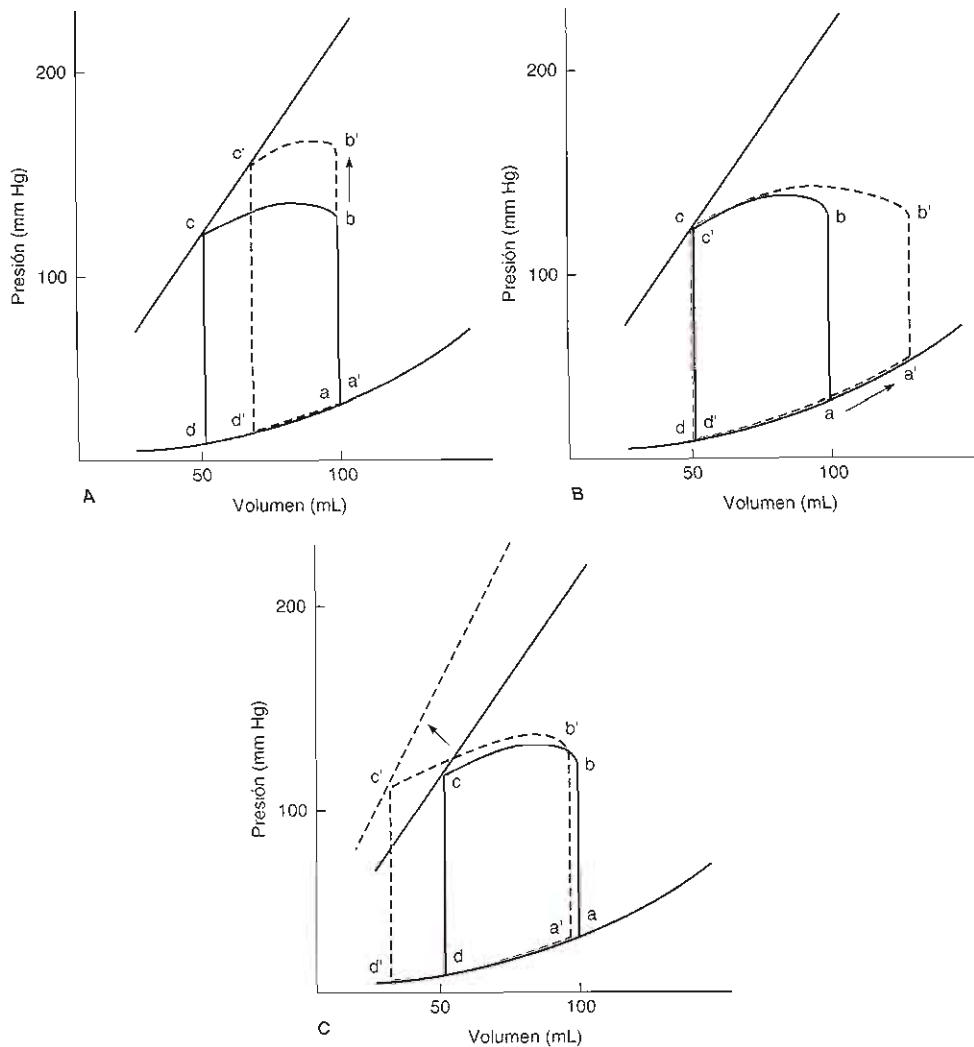 200
100
Presión (mm Hg)
c'
b'
c
b
a
a'
d
d'
50
100
A
Volumen (mL)
200
100
Presión (mm Hg)
c
c'
b
b'
a'
a
d
d'
50
100
B
Volumen (mL)
200
100
Presión (mm Hg)
b'
c'
c
b
a'
a
d'
d
50
100
C
Volumen (mL)